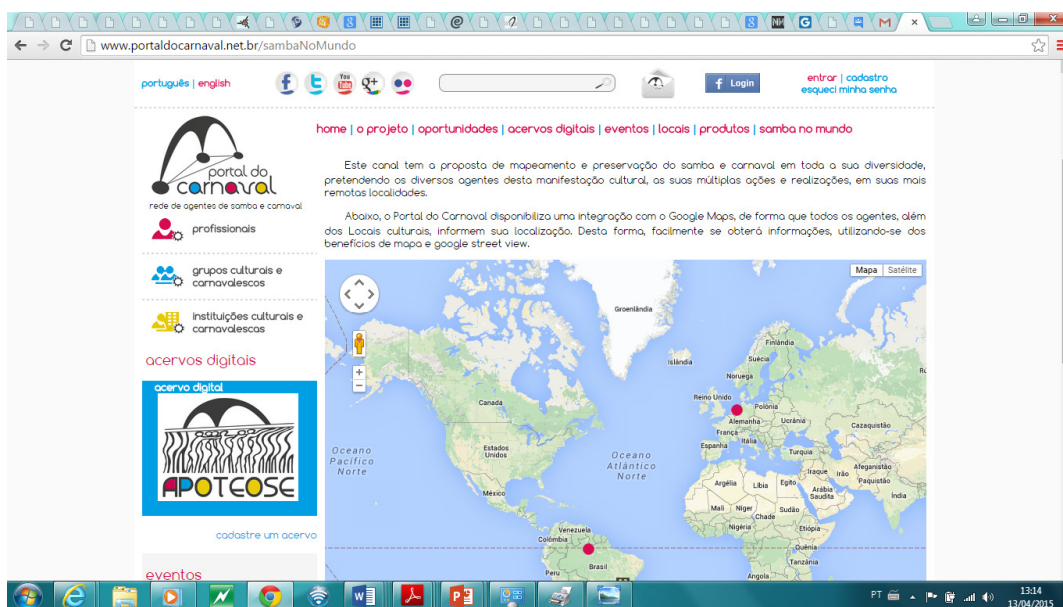 www.portaldocarnaval.net.br/sambaNoMundo
português | english
You
Tube
f Login
entrar | cadastro
esqueci minha senha
home | o projeto | oportunidades | acervos digitais | eventos | locais | produtos | samba no mundo
portal do
carnaval
rede de agentes de samba e carnaval
profissionais
grupos culturais e
carnavalescos
instituições culturais e
carnavalescas
acervos digitais
acervo digital
APOTEOSE
cadastre um acervo
eventos
Este canal tem a proposta de mapeamento e preservação do samba e carnaval em toda a sua diversidade,
pretendendo os diversos agentes desta manifestação cultural, as suas múltiplas ações e realizações, em suas mais
remotas localidades.
Abaixo, o Portal do Carnaval disponibiliza uma integração com o Google Maps, de forma que todos os agentes, além
dos Locais culturais, informem sua localização. Desta forma, facilmente se obterá informações, utilizando-se dos
benefícios de mapa e google street view.
Mapa Satélite
Groenlândia
Finlândia
Islândia
Suécia
Noruega
Canadá
Reino Unido
Polônia
Alemanha
Ucrânia
Cazaquistão
França
Itália
Espanha
Turquia
Oceano
Pacífico
Norte
Estados
Unidos
Oceano
Atlântico
Norte
Iraque
Irão
Afeganistão
Paquistão
Argélia
Líbia
Egito
Arábia
Saudita
Índia
México
Mali
Níger
Chade
Sudão
Nigéria
Etiópia
Venezuela
Colômbia
Quênia
Tanzânia
Peru
Brasil
Angola
PT
13:14
13/04/2015